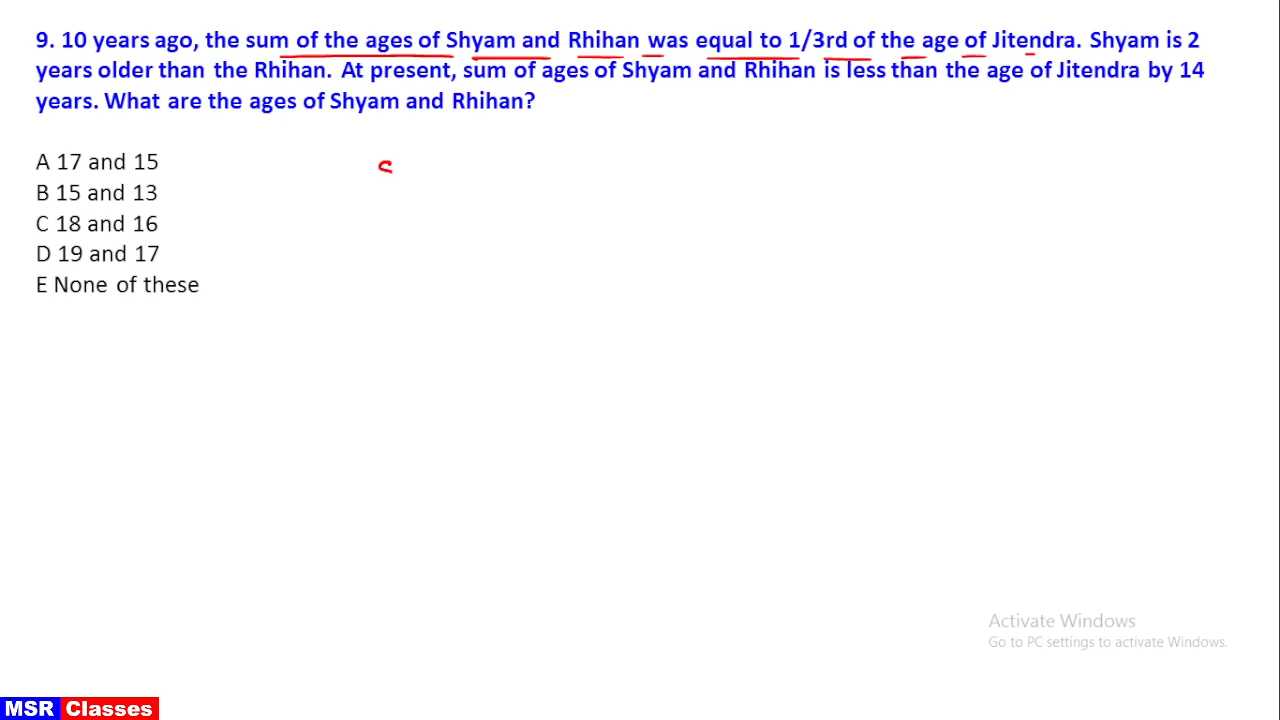 9. 10 years ago, the sum of the ages of Shyam and Rhihan was equal to 1/3rd of the age of Jitendra. Shyam is 2
years older than the Rhihan. At present, sum of ages of Shyam and Rhihan is less than the age of Jitendra by 14
years. What are the ages of Shyam and Rhihan?
A 17 and 15
S
B 15 and 13
C 18 and 16
D 19 and 17
E None of these
Activate Windows
Go to PC settings to activate Windows.
MSR Classes